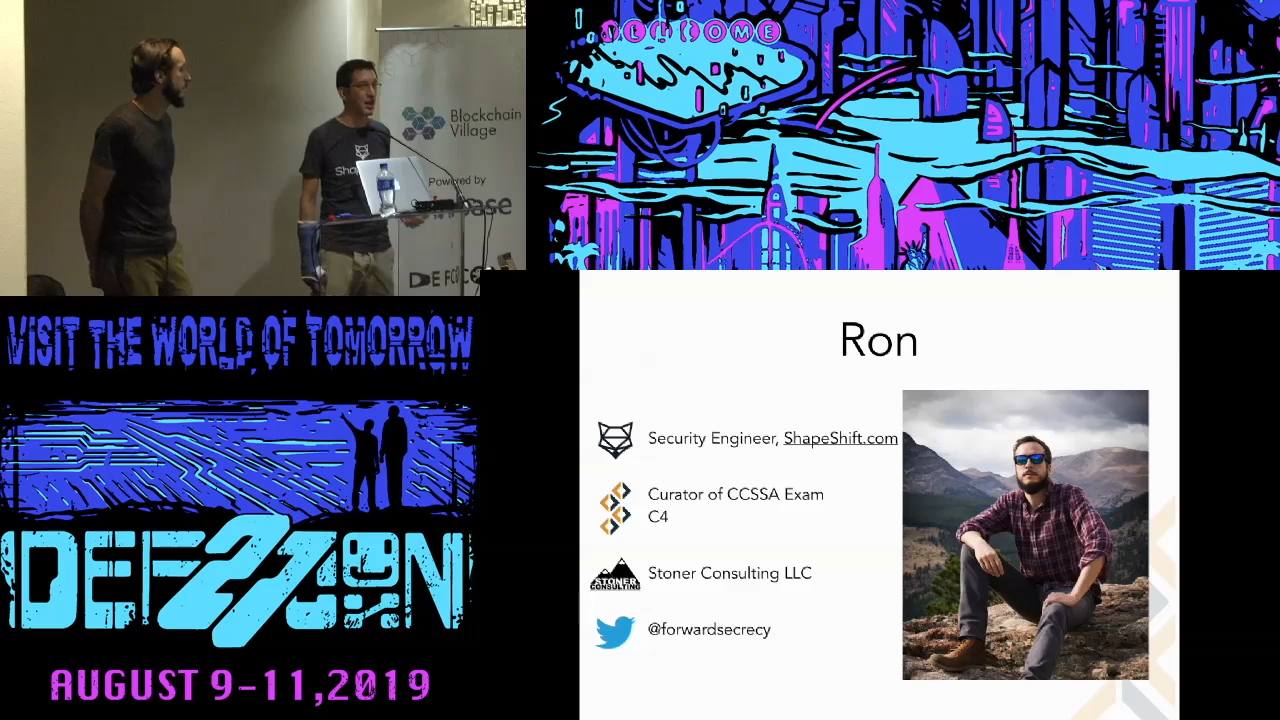 WELCOME
Blockchain
Village
Powered by
VISIT THE WORLD OF TOMORROW
DEF CON
AUGUST 9-11,2019
Ron
Security Engineer, ShapeShift.com
Curator of CCSSA Exam
C4
STONER
CONSULTING
Stoner Consulting LLC
@forwardsecrecy